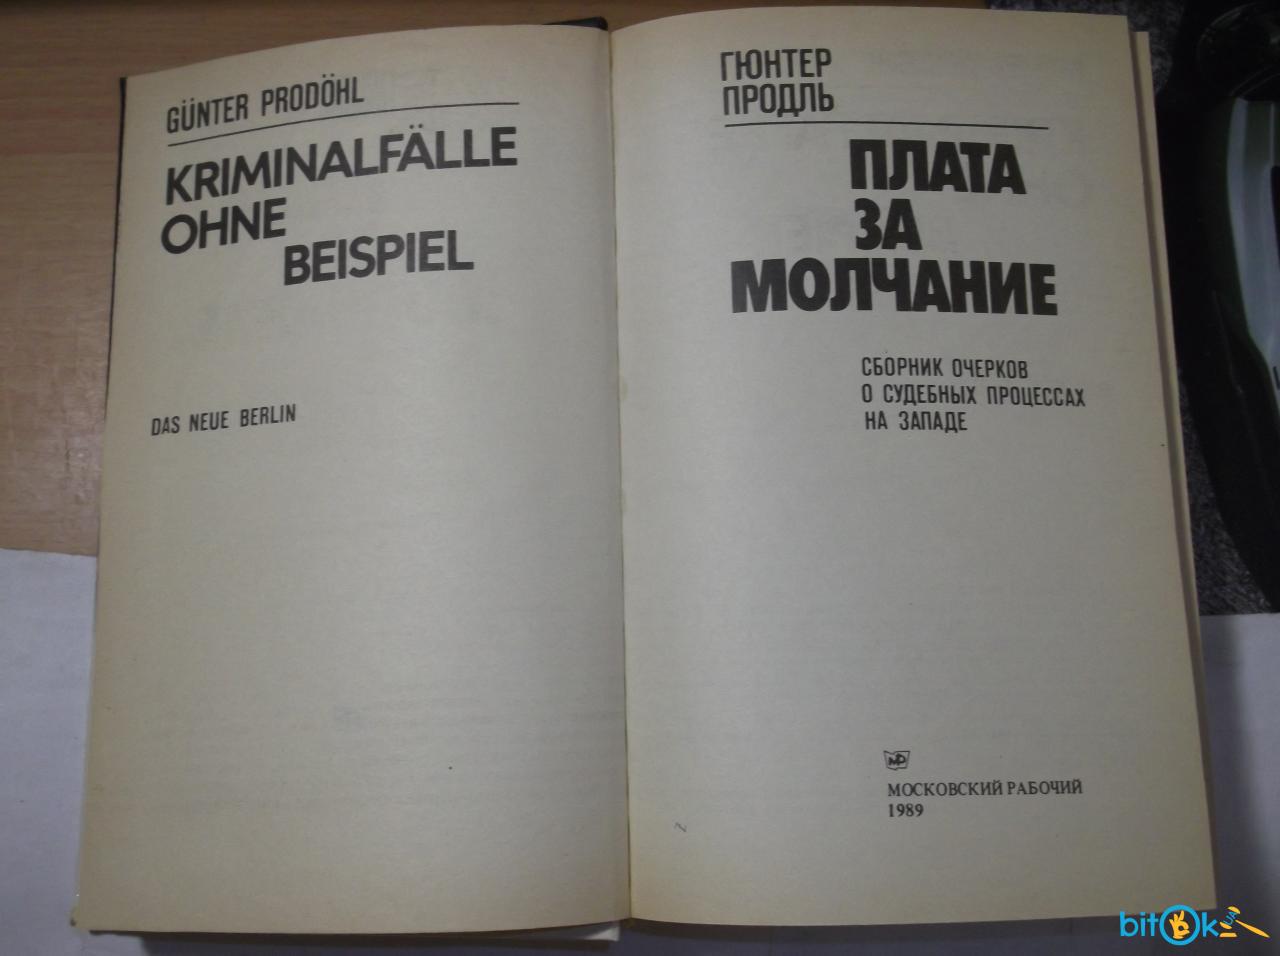 GÜNTER PRODÖHL
KRIMINALFÄLLE
OHNE
BEISPIEL
DAS NEUE BERLIN
ГЮНТЕР
ПРОДЛЬ
ПЛАТА
ЗА
МОЛЧАНИЕ
СБОРНИК ОЧЕРКОВ
О СУДЕБНЫХ ПРОЦЕССАХ
НА ЗАПАДЕ
МР
МОСКОВСКИЙ РАБОЧИЙ
1989
bitOk.UA